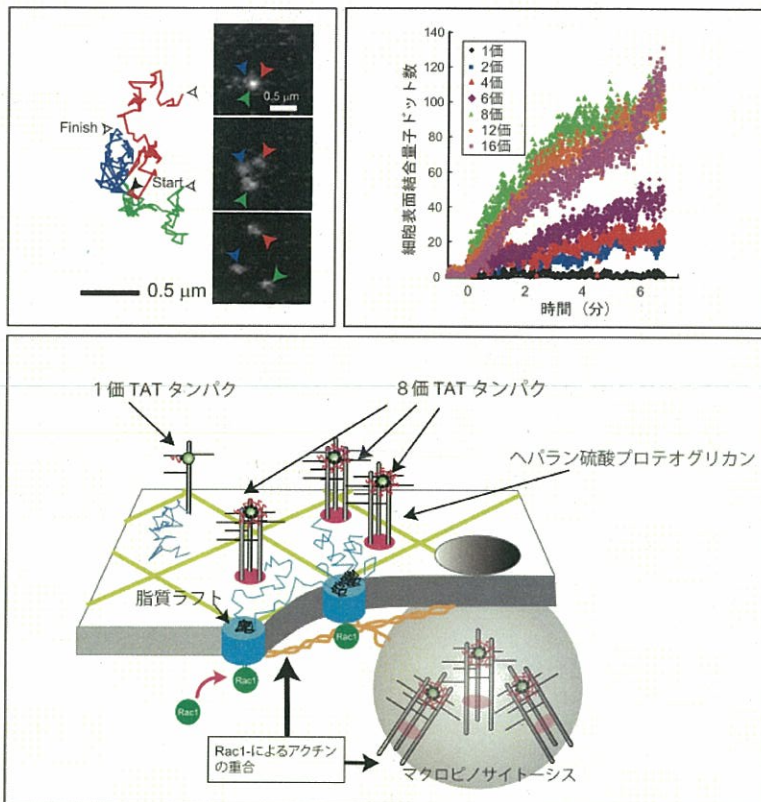 Finish
Start
0.5 μm
0.5 μm
細胞表面結合量子ドット数
140
120
100
80
60
40
20
0
1価
2価
4価
6価
8価
12価
16価
0
2
4
6
時間（分）
1価 TAT タンパク
8価 TAT タンパク
ヘパラン硫酸プロテオグリカン
脂質ラフト
Rac1
Rac1
Rac1
Rac1-によるアクチン
の重合
マクロピノサイトーシス